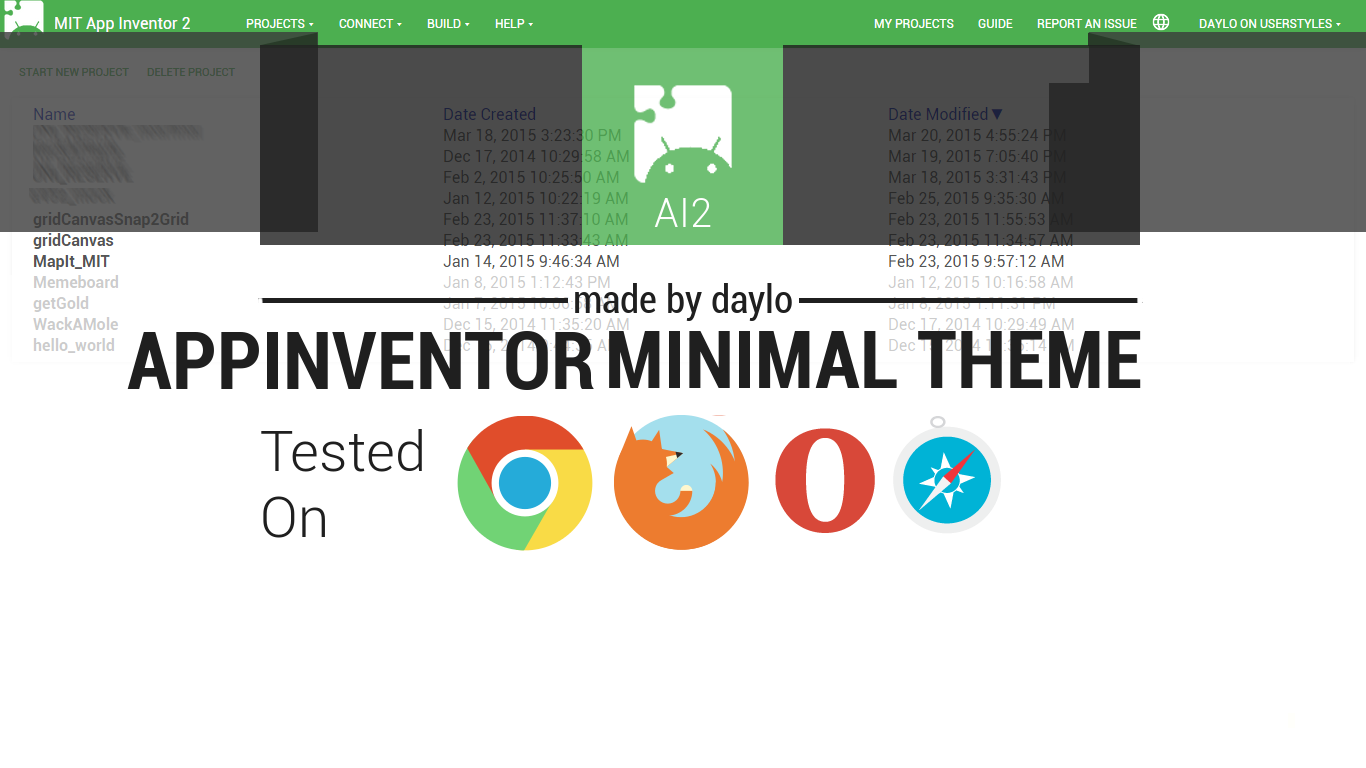 MIT App Inventor 2 PROJECTS CONNECT BUILD HELP MY PROJECTS GUIDE REPORT AN ISSUE DAYLO ON USERSTYLES
START NEW PROJECT DELETE PROJECT
Name Date Created Date Modified▼
Mar 18, 2015 3:23:30 PM Mar 20, 2015 4:55:24 PM
Dec 17, 2014 10:29:58 AM Mar 19, 2015 7:05:40 PM
Feb 2, 2015 10:25:50 AM Mar 18, 2015 3:31:43 PM
Jan 12, 2015 10:22:19 AM Feb 25, 2015 9:35:30 AM
gridCanvasSnap2Grid Feb 23, 2015 11:37:10 AM Feb 23, 2015 11:55:53 AM
gridCanvas Feb 23, 2015 11:33:43 AM Feb 23, 2015 11:34:57 AM
MapIt_MIT Jan 14, 2015 9:46:34 AM Feb 23, 2015 9:57:12 AM
Memeboard Jan 8, 2015 1:12:43 PM Jan 12, 2015 10:16:58 AM
getGold Jan 7, 2015 AM Jan 8, 2015 1:11:31 PM
WackAMole Dec 15, 2014 11:35:20 AM Dec 17, 2014 10:29:49 AM
hello_world
AI2
made by daylo
APPINVENTOR MINIMAL THEME
Tested
On